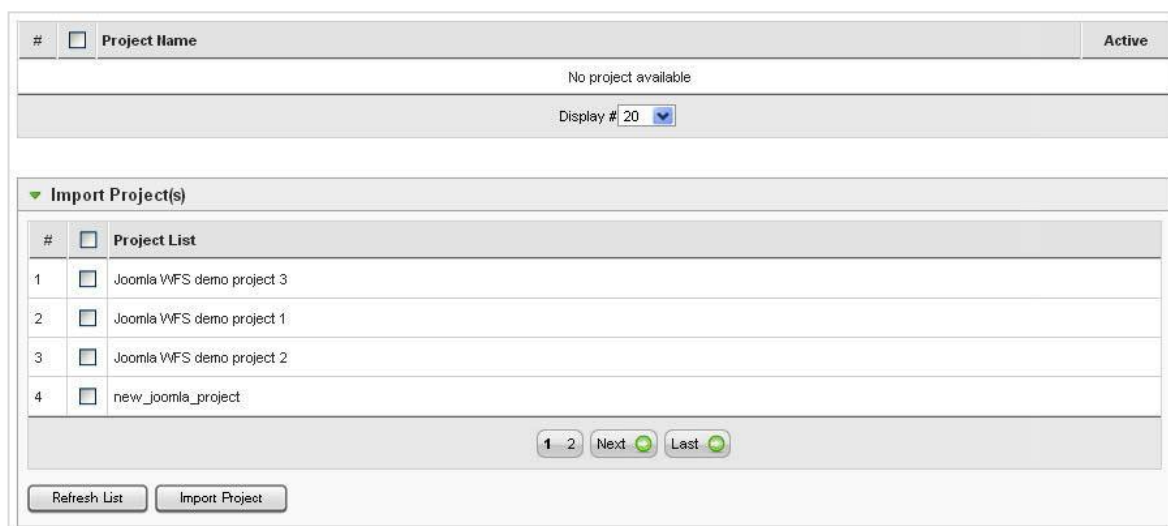 # Project Name Active
No project available
Display # 20
Import Project(s)
# Project List
1 Joomla WFS demo project 3
2 Joomla WFS demo project 1
3 Joomla WFS demo project 2
4 new_joomla_project
1 2 Next Last
Refresh List Import Project